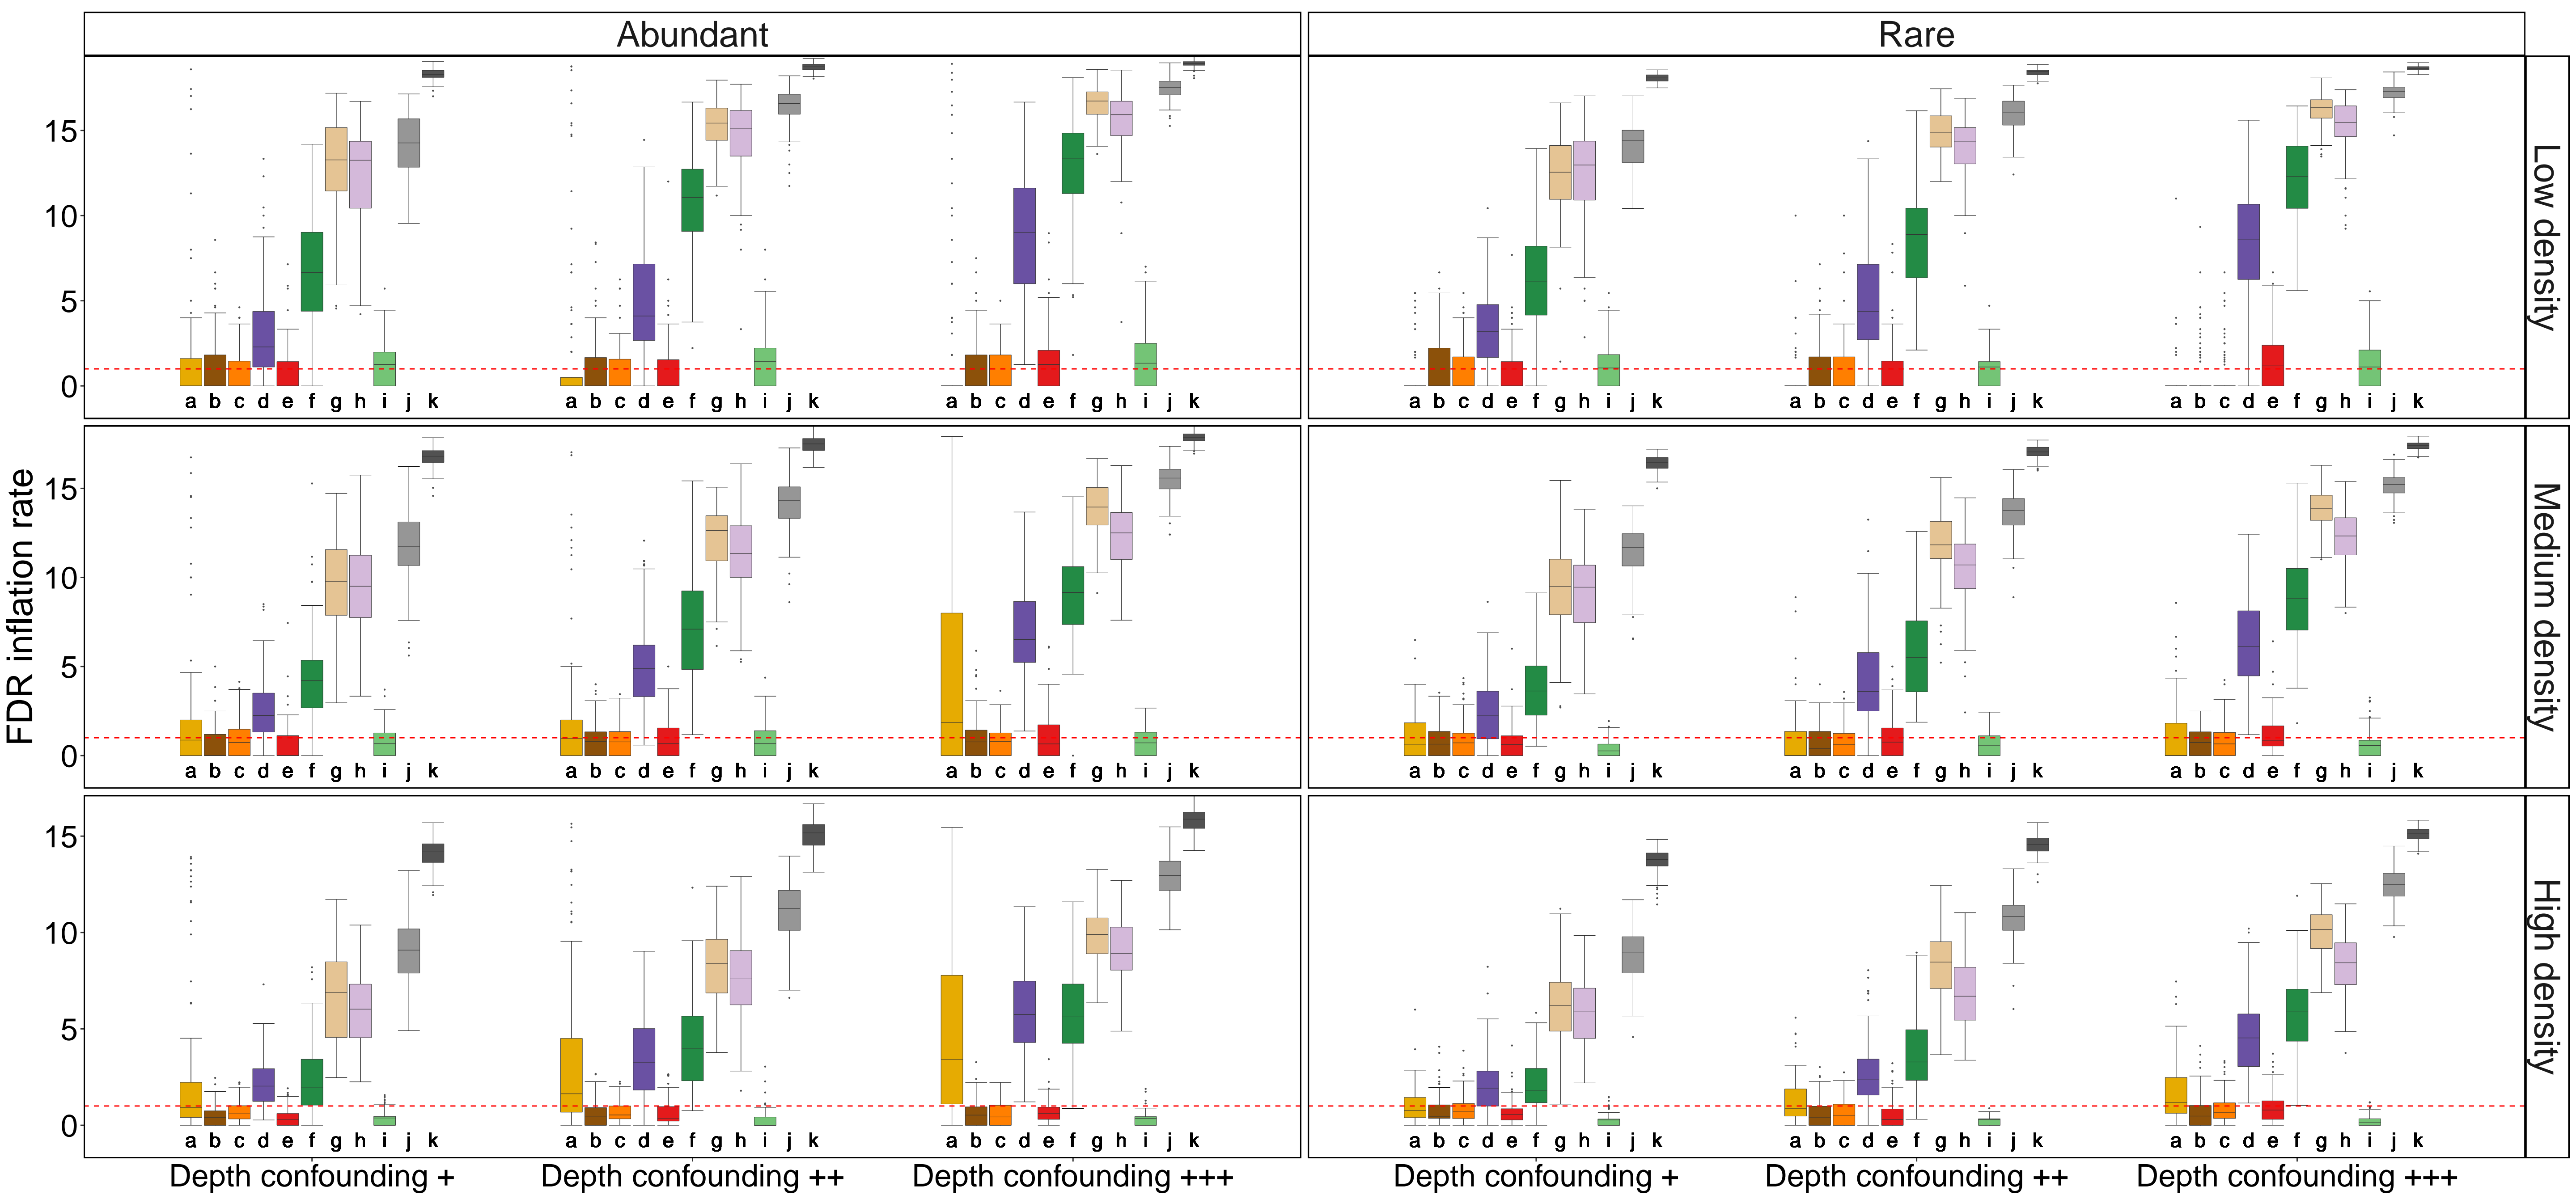 Abundant
Rare
FDR inflation rate
15
10
5
0
a b c d e f g h i j k
a b c d e f g h i j k
a b c d e f g h i j k
a b c d e f g h i j k
a b c d e f g h i j k
a b c d e f g h i j k
Low density
15
10
5
0
a b c d e f g h i j k
a b c d e f g h i j k
a b c d e f g h i j k
a b c d e f g h i j k
a b c d e f g h i j k
a b c d e f g h i j k
Medium density
15
10
5
0
a b c d e f g h i j k
a b c d e f g h i j k
a b c d e f g h i j k
a b c d e f g h i j k
a b c d e f g h i j k
a b c d e f g h i j k
High density
Depth confounding +
Depth confounding ++
Depth confounding +++
Depth confounding +
Depth confounding ++
Depth confounding +++